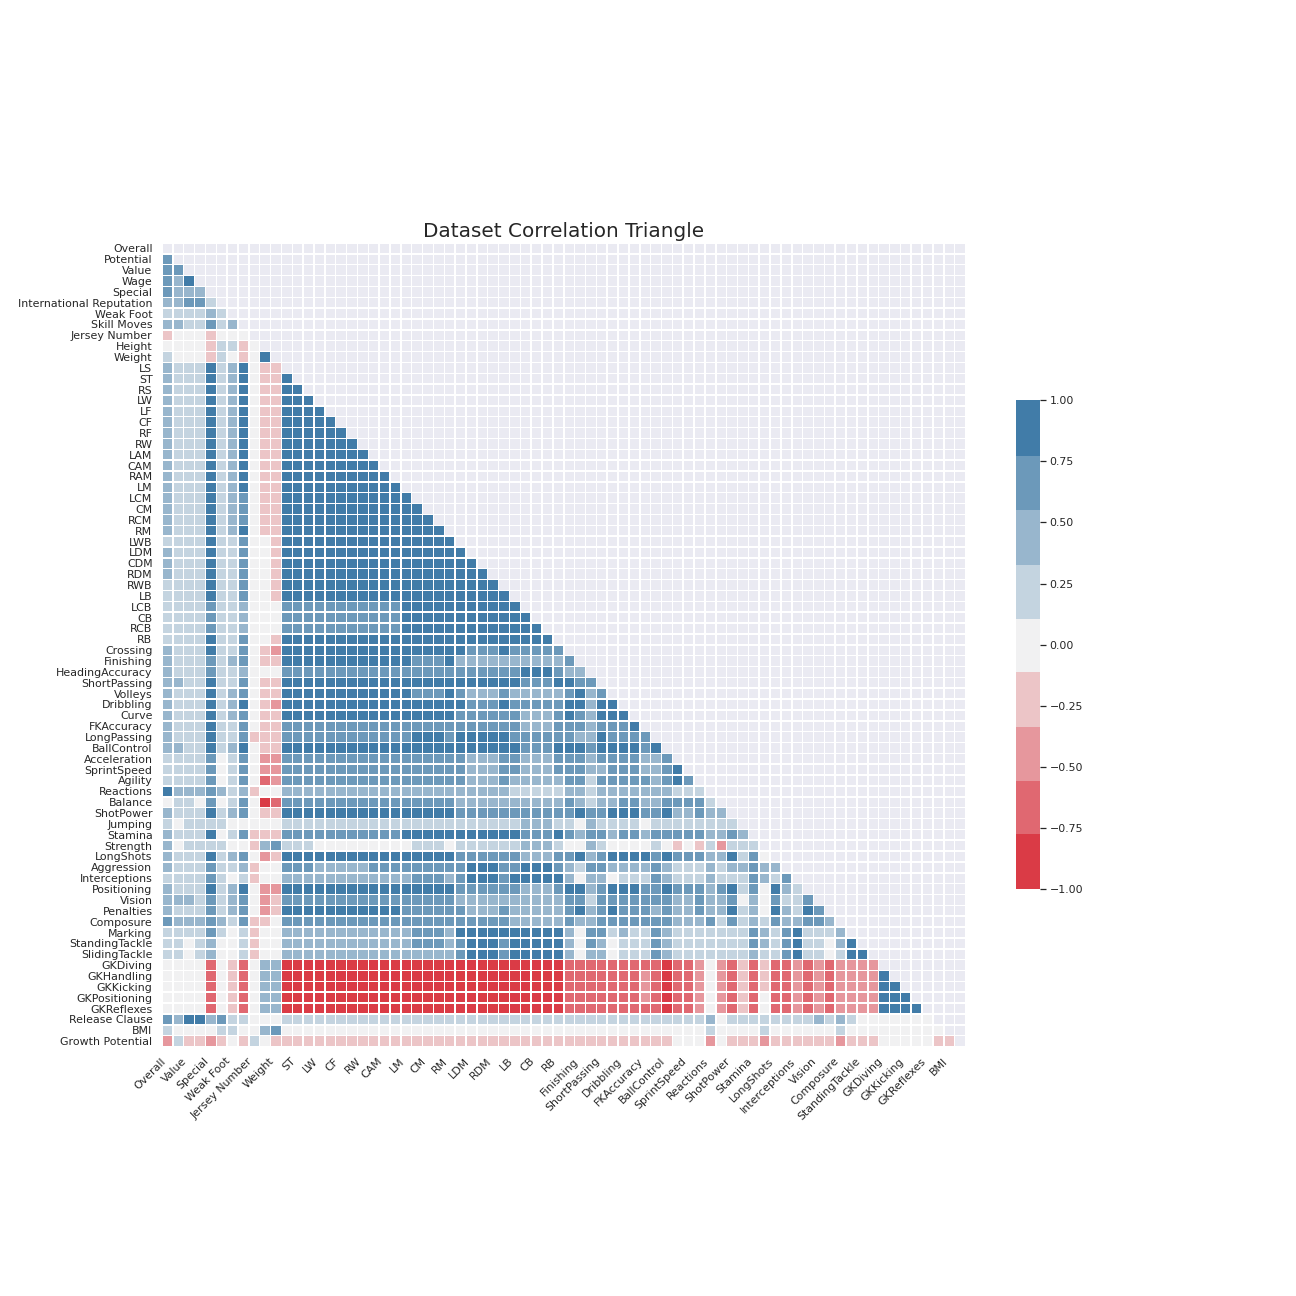 Dataset Correlation Triangle
Overall
Potential
Value
Wage
Special
International Reputation
Weak Foot
Skill Moves
Jersey Number
Height
Weight
LS
ST
RS
LW
LF
CF
RF
RW
LAM
CAM
RAM
LM
LCM
CM
RCM
RM
LWB
LDM
CDM
RDM
RWB
LB
LCB
CB
RCB
RB
Crossing
Finishing
HeadingAccuracy
ShortPassing
Volleys
Dribbling
Curve
FKAccuracy
LongPassing
BallControl
Acceleration
SprintSpeed
Agility
Reactions
Balance
ShotPower
Jumping
Stamina
Strength
LongShots
Aggression
Interceptions
Positioning
Vision
Penalties
Composure
Marking
StandingTackle
SlidingTackle
GKDiving
GKHandling
GKKicking
GKPositioning
GKReflexes
Release Clause
BMI
Growth Potential
Overall
Value
Special
Weak Foot
Jersey Number
Weight
ST
LW
CF
RW
CAM
LM
CM
RM
LDM
RDM
LB
CB
RB
Finishing
ShortPassing
Dribbling
FKAccuracy
BallControl
SprintSpeed
Reactions
ShotPower
Stamina
LongShots
Interceptions
Vision
Composure
StandingTackle
GKDiving
GKKicking
GKReflexes
BMI
1.00
0.75
0.50
0.25
0.00
−0.25
−0.50
−0.75
−1.00